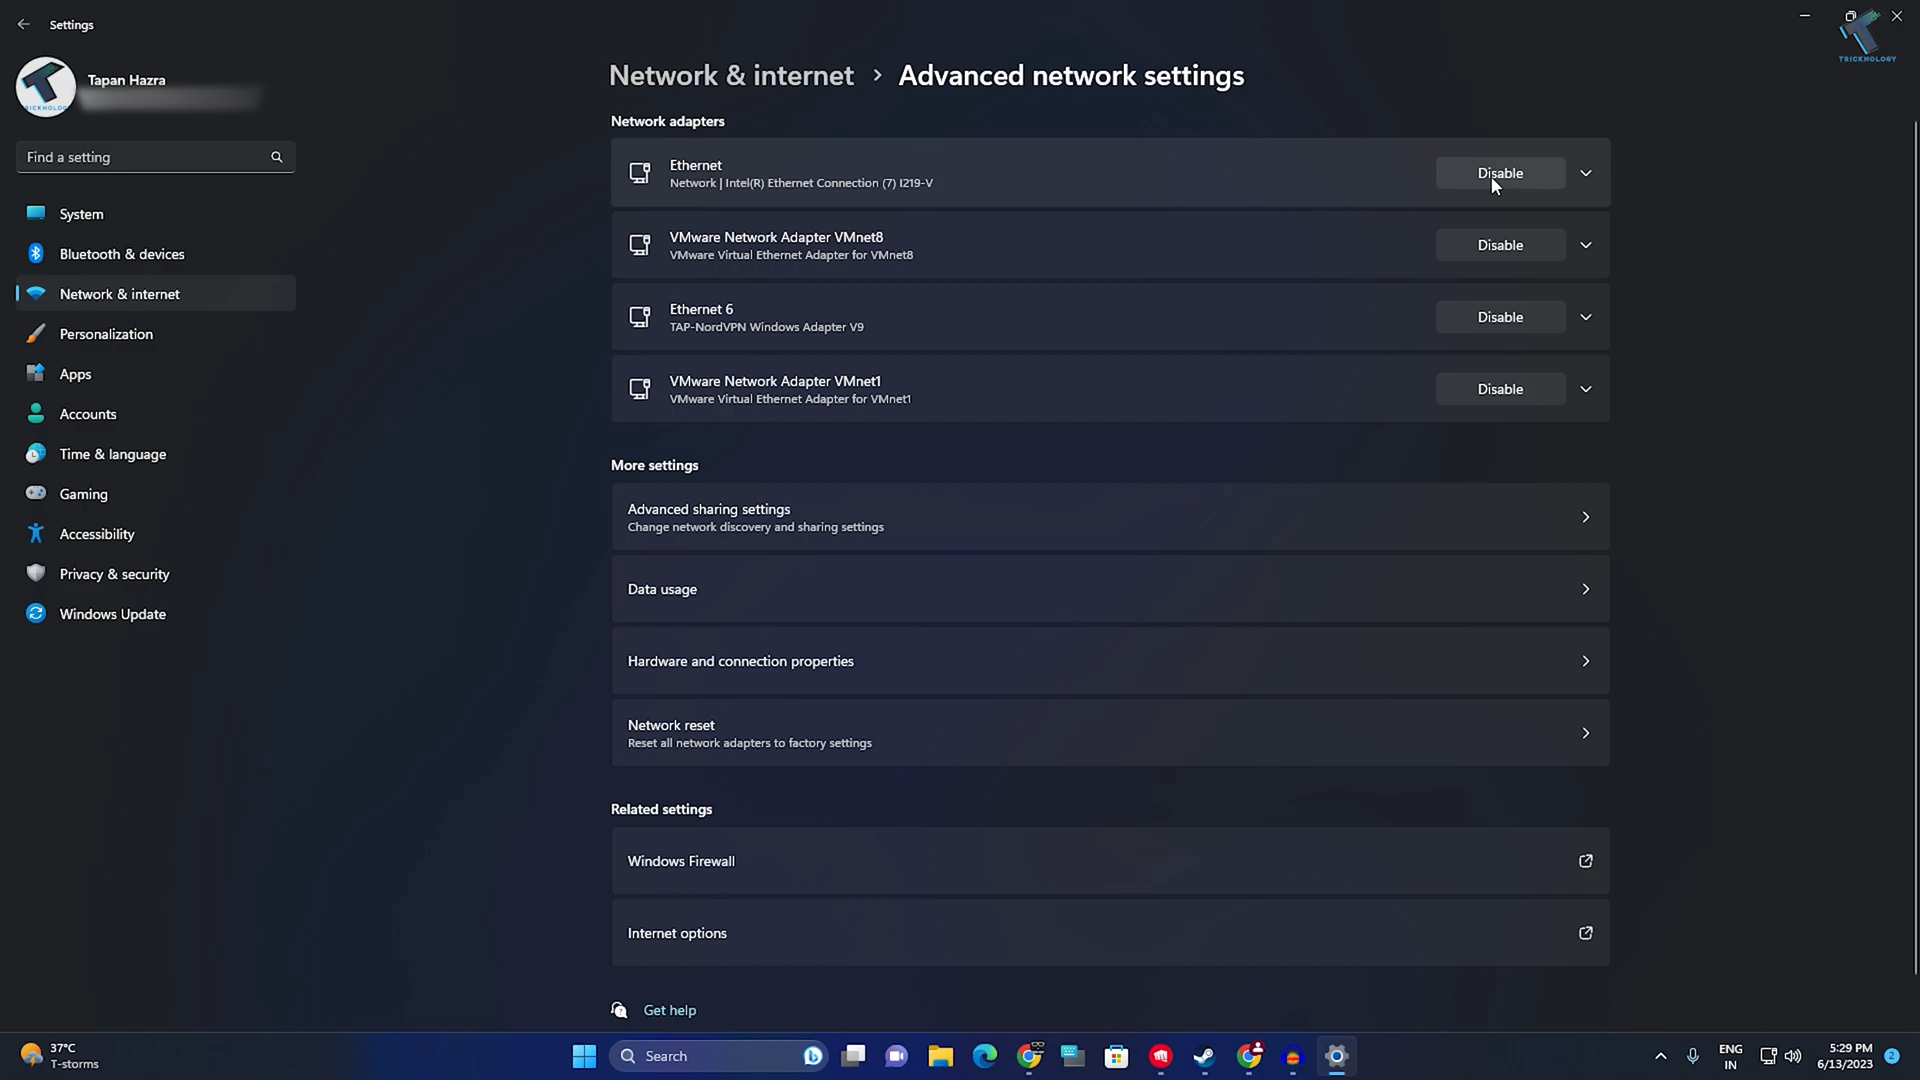 Settings
TRICKNOLOGY
Tapan Hazra
Find a setting
System
Bluetooth & devices
Network & internet
Personalization
Apps
Accounts
Time & language
Gaming
Accessibility
Privacy & security
Windows Update
Network & internet > Advanced network settings
Network adapters
Ethernet
Network | Intel(R) Ethernet Connection (7) I219-V
Disable
VMware Network Adapter VMnet8
VMware Virtual Ethernet Adapter for VMnet8
Disable
Ethernet 6
TAP-NordVPN Windows Adapter V9
Disable
VMware Network Adapter VMnet1
VMware Virtual Ethernet Adapter for VMnet1
Disable
More settings
Advanced sharing settings
Change network discovery and sharing settings
Data usage
Hardware and connection properties
Network reset
Reset all network adapters to factory settings
Related settings
Windows Firewall
Internet options
Get help
37°C
T-storms
Search
ENG
IN
5:29 PM
6/13/2023
2